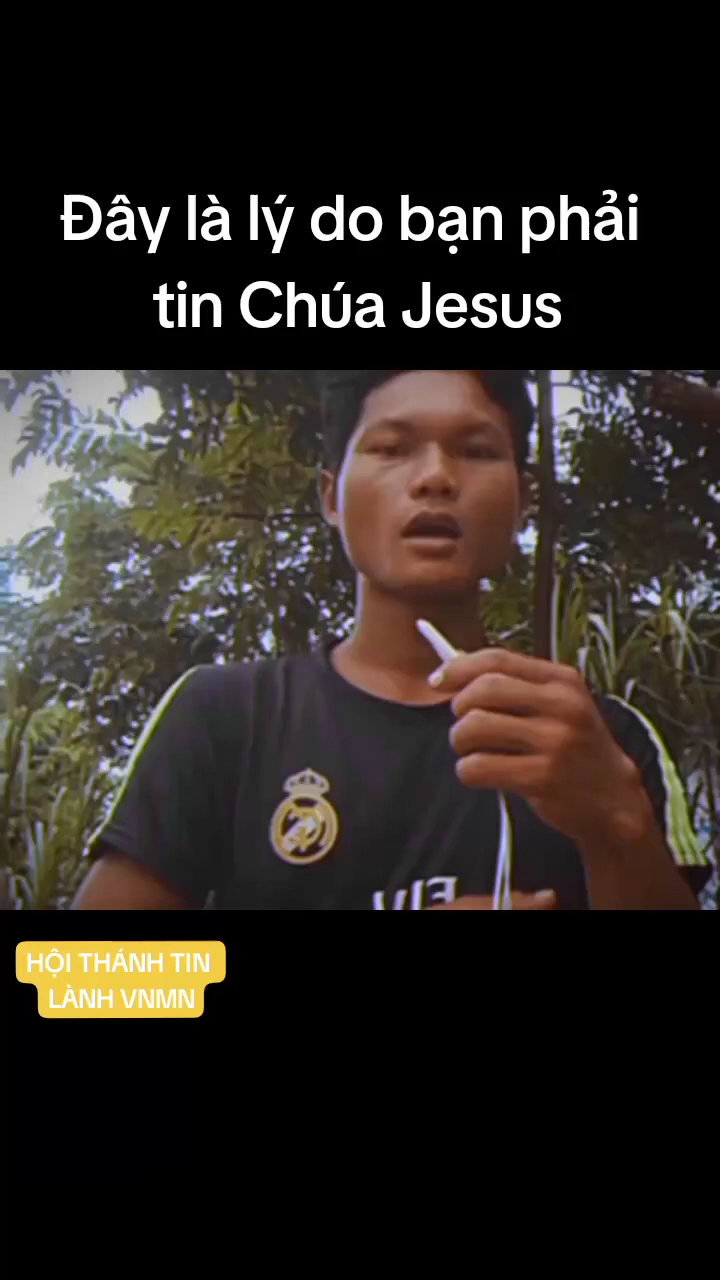 Đây là lý do bạn phải
tin Chúa Jesus
HỘI THÁNH TIN
LÀNH VNMN